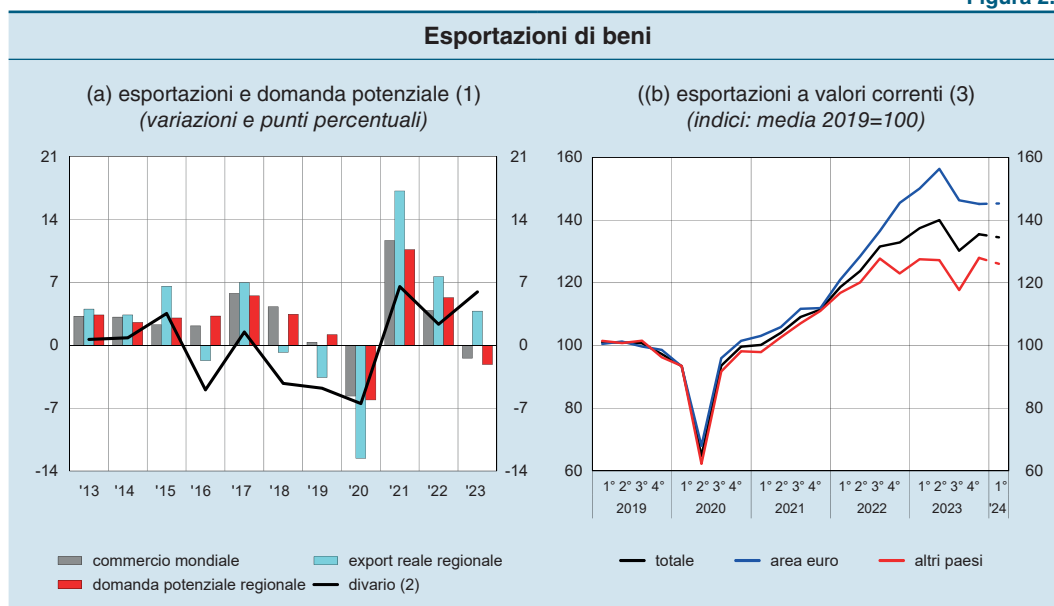 Figura 2.
Esportazioni di beni
(a) esportazioni e domanda potenziale (1)
(variazioni e punti percentuali)
21 21
14 14
7 7
0 0
-7 -7
-14 -14
'13 '14 '15 '16 '17 '18 '19 '20 '21 '22 '23
commercio mondiale export reale regionale
domanda potenziale regionale divario (2)
((b) esportazioni a valori correnti (3)
(indici: media 2019=100)
160 160
140 140
120 120
100 100
80 80
60 60
1° 2° 3° 4° 1° 2° 3° 4° 1° 2° 3° 4° 1° 2° 3° 4° 1° 2° 3° 4° 1°
2019 2020 2021 2022 2023 '24
totale area euro altri paesi